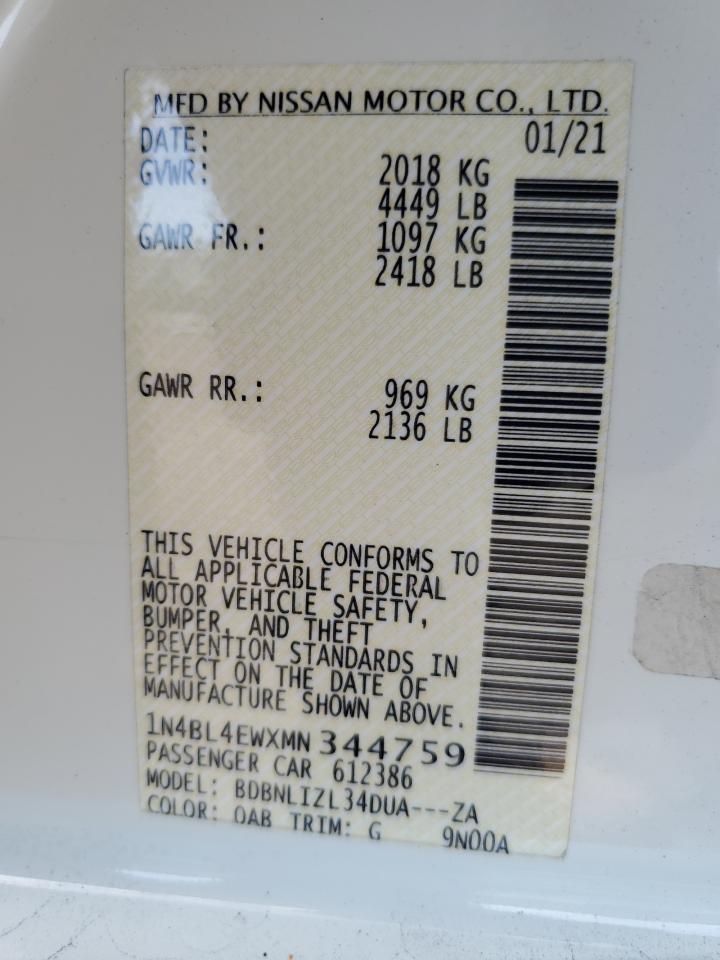 MFD BY NISSAN MOTOR CO., LTD.
DATE: 01/21
GVWR: 2018 KG
4449 LB
GAWR FR.: 1097 KG
2418 LB
GAWR RR.: 969 KG
2136 LB
THIS VEHICLE CONFORMS TO
ALL APPLICABLE FEDERAL
MOTOR VEHICLE SAFETY,
BUMPER, AND THEFT
PREVENTION STANDARDS IN
EFFECT ON THE DATE OF
MANUFACTURE SHOWN ABOVE.
1N4BL4EWXMN344759
PASSENGER CAR 612386
MODEL: BDBNLIZL34DUA---ZA
COLOR: QAB TRIM: G 9N00A